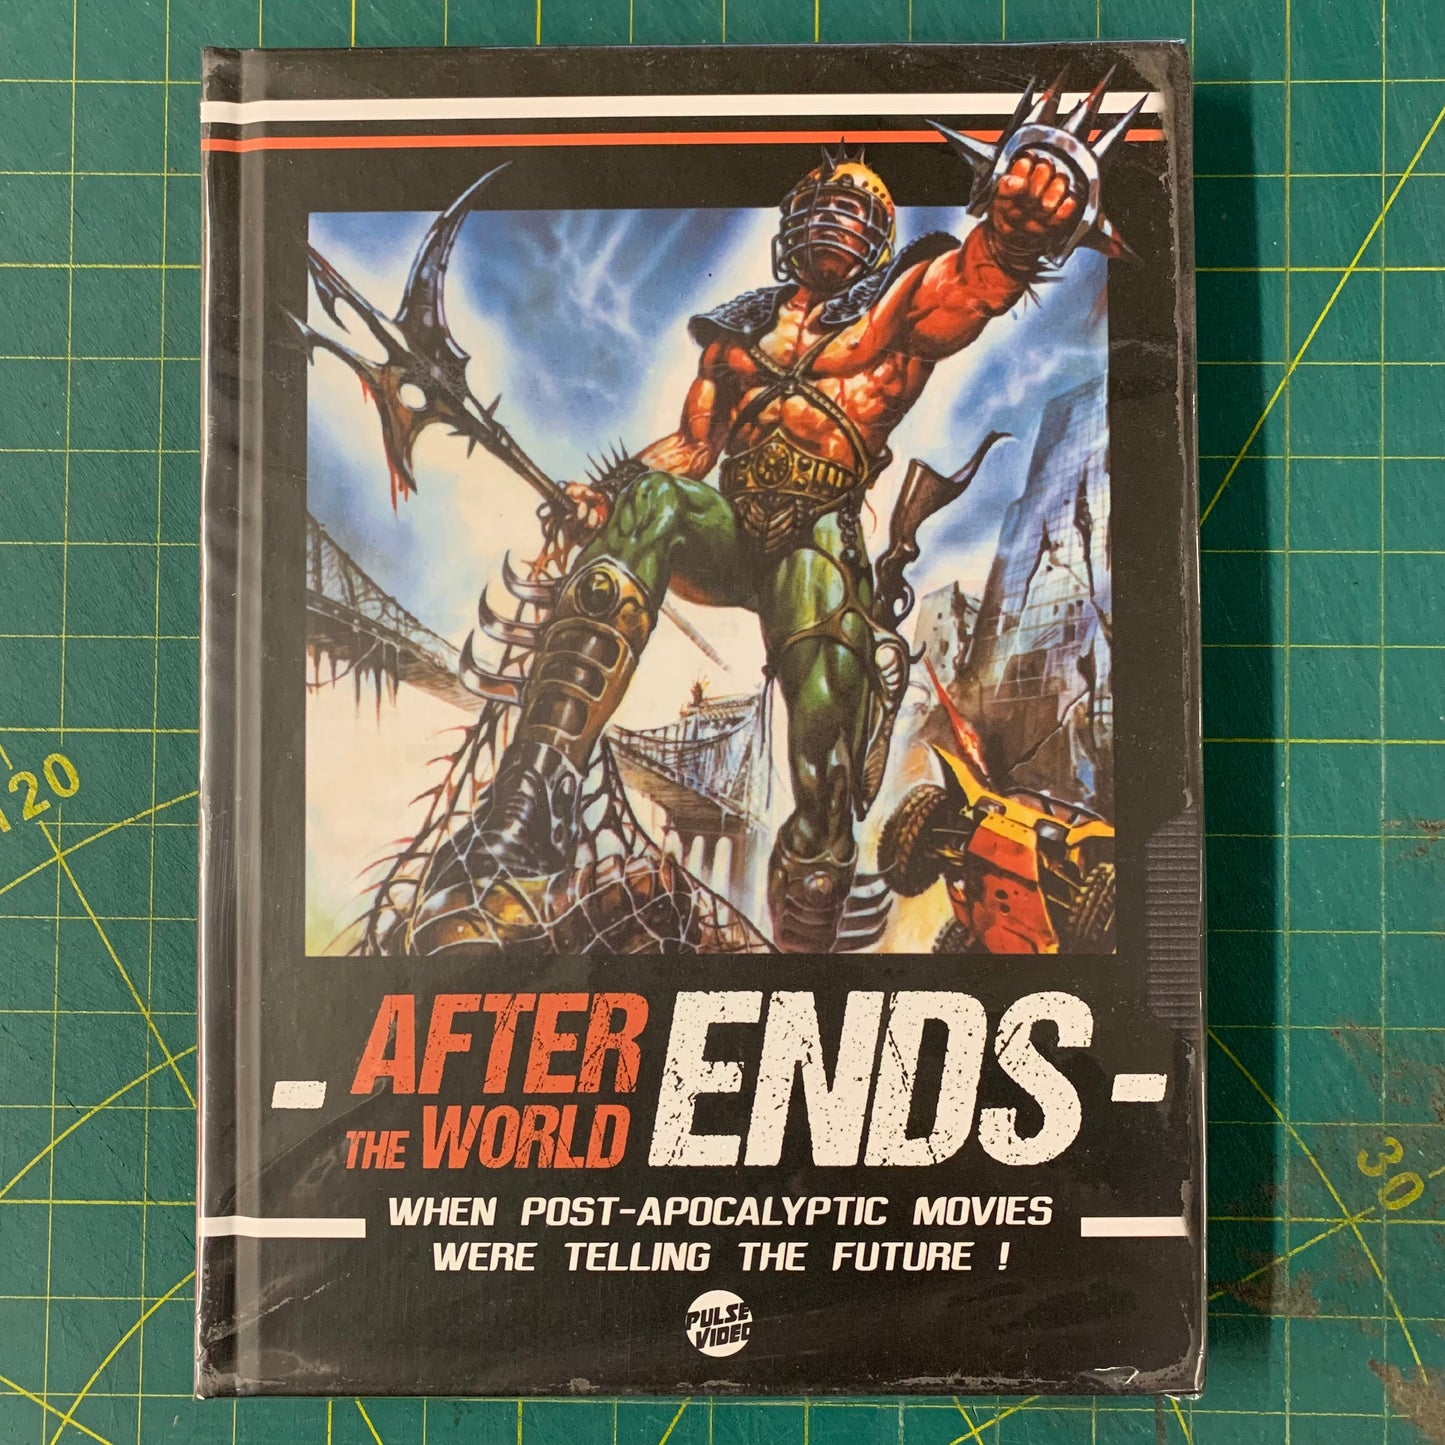 AFTER
THE WORLD
- ENDS -
WHEN POST-APOCALYPTIC MOVIES
WERE TELLING THE FUTURE !
PULSE
VIDEO
120
30